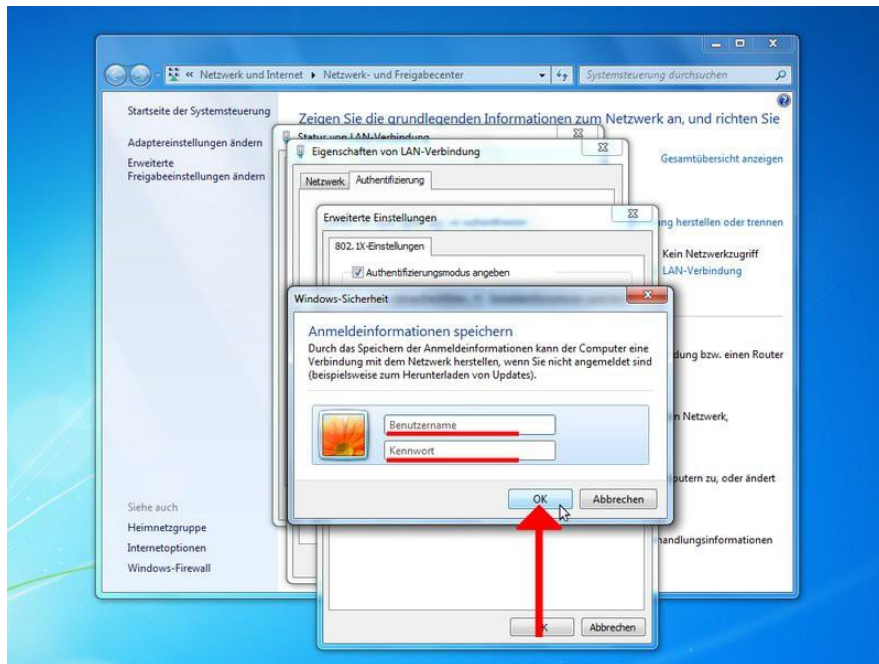 « Netzwerk und Internet ▸ Netzwerk- und Freigabecenter
Systemsteuerung durchsuchen
Startseite der Systemsteuerung
Adaptereinstellungen ändern
Erweiterte
Freigabeeinstellungen ändern
Siehe auch
Heimnetzgruppe
Internetoptionen
Windows-Firewall
Zeigen Sie die grundlegenden Informationen zum Netzwerk an, und richten Sie
Gesamtübersicht anzeigen
herstellen oder trennen
Kein Netzwerkzugriff
LAN-Verbindung
bzw. einen Router
Netzwerk,
zu, oder ändert
Status von LAN-Verbindung
Eigenschaften von LAN-Verbindung
Netzwerk
Authentifizierung
Erweiterte Einstellungen
802.1X-Einstellungen
Authentifizierungsmodus angeben
Windows-Sicherheit
Anmeldeinformationen speichern
Durch das Speichern der Anmeldeinformationen kann der Computer eine
Verbindung mit dem Netzwerk herstellen, wenn Sie nicht angemeldet sind
(beispielsweise zum Herunterladen von Updates).
Benutzername
Kennwort
OK
Abbrechen
Abbrechen